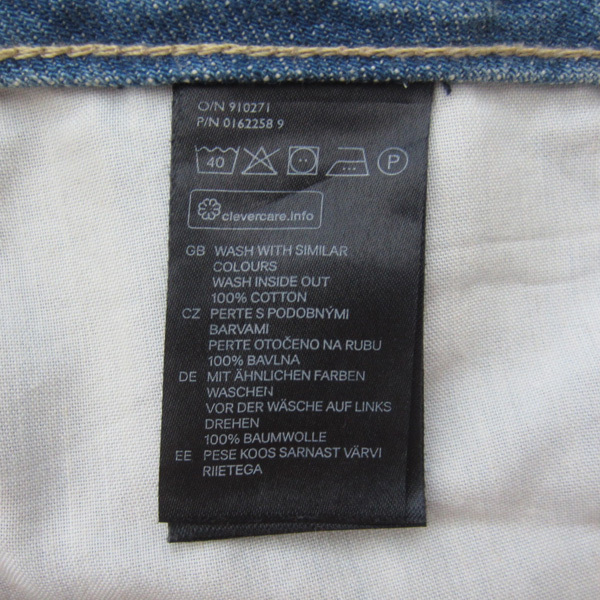 O/N 910271
P/N 0162258 9
40 P
clevercare.info
GB WASH WITH SIMILAR
COLOURS
WASH INSIDE OUT
100% COTTON
CZ PERTE S PODOBNÝMI
BARVAMI
PERTE OTOČENO NA RUBU
100% BAVLNA
DE MIT ÄHNLICHEN FARBEN
WASCHEN
VOR DER WÄSCHE AUF LINKS
DREHEN
100% BAUMWOLLE
EE PESE KOOS SARNAST VÄRVI
RIIETEGA